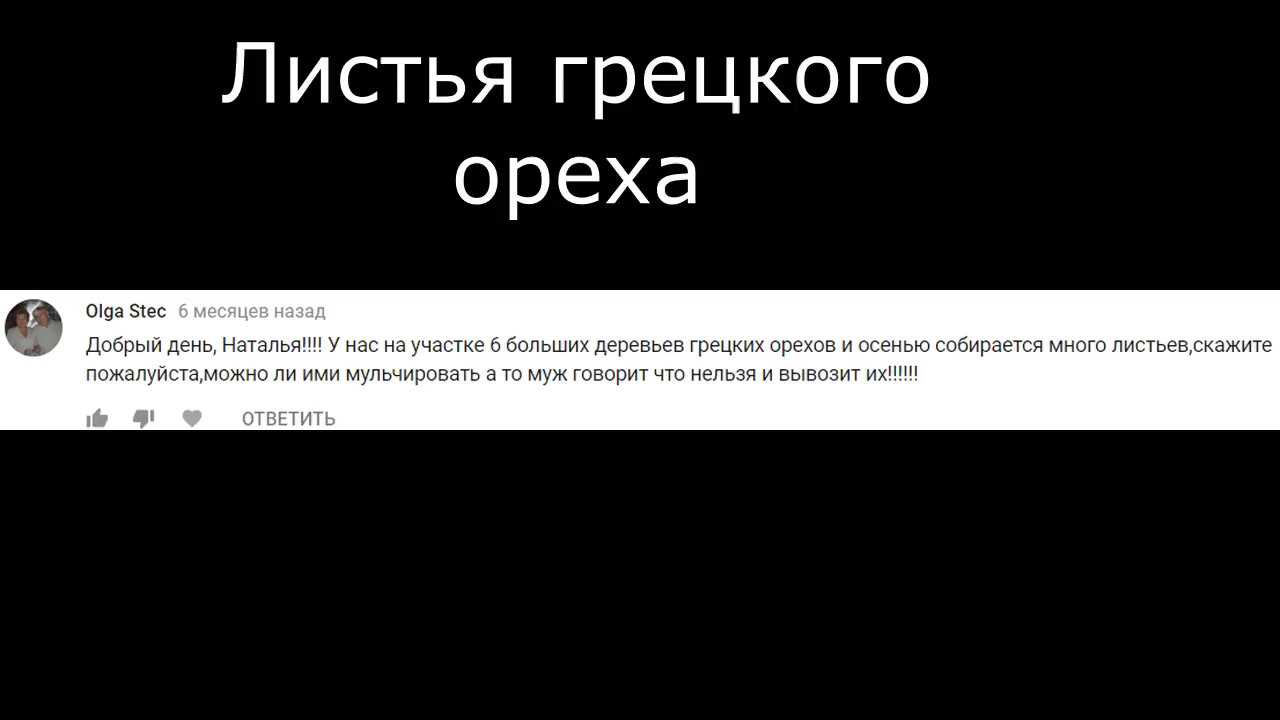 Листья грецкого
ореха
Olga Stec 6 месяцев назад
Добрый день, Наталья!!!! У нас на участке 6 больших деревьев грецких орехов и осенью собирается много листьев,скажите
пожалуйста,можно ли ими мульчировать а то муж говорит что нельзя и вывозит их!!!!!!
ОТВЕТИТЬ